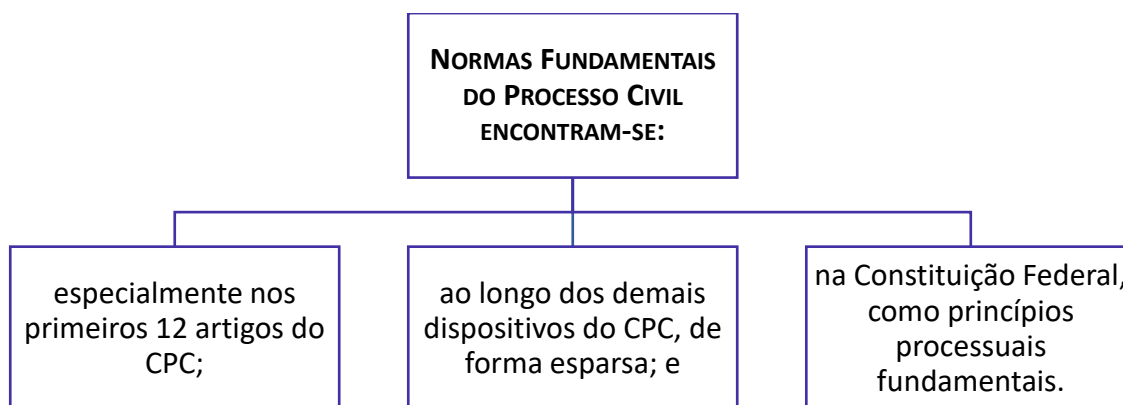 NORMAS FUNDAMENTAIS
DO PROCESSO CIVIL
ENCONTRAM-SE:
especialmente nos
primeiros 12 artigos do
CPC;
ao longo dos demais
dispositivos do CPC, de
forma esparsa; e
na Constituição Federal,
como princípios
processuais
fundamentais.